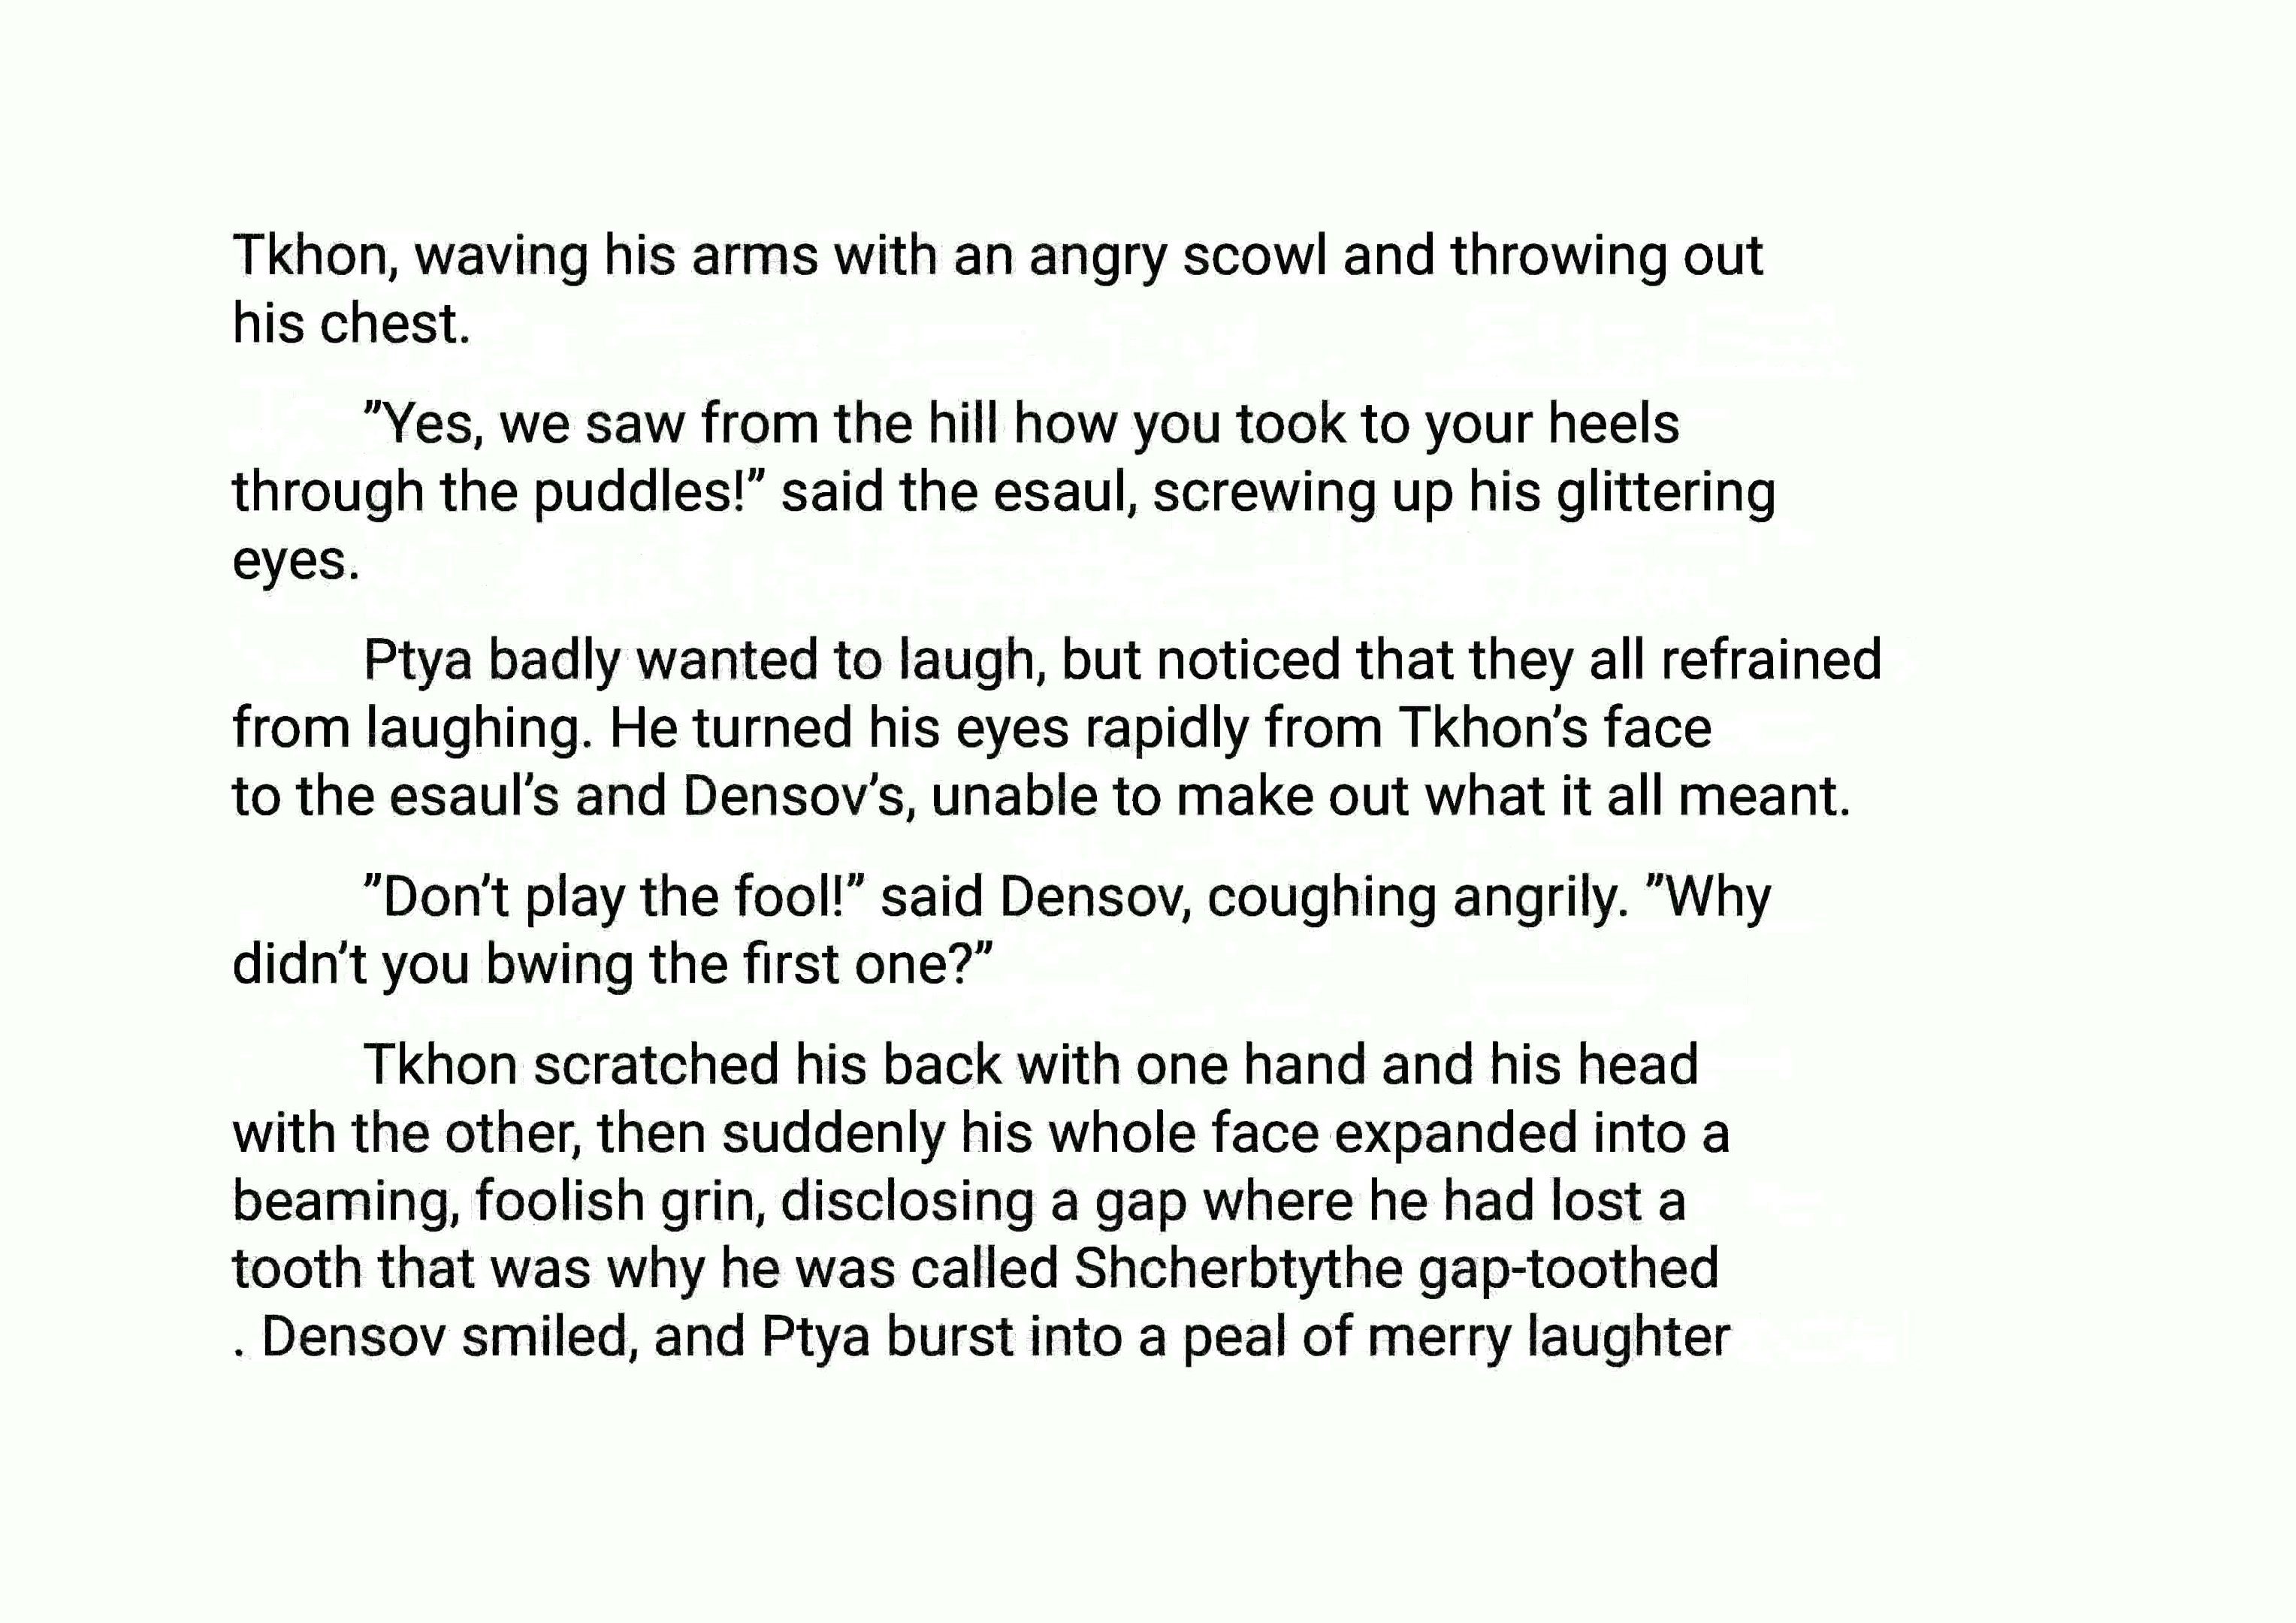 Tkhon, waving his arms with an angry scowl and throwing out
his chest.
”Yes, we saw from the hill how you took to your heels
through the puddles!” said the esaul, screwing up his glittering
eyes.
Ptya badly wanted to laugh, but noticed that they all refrained
from laughing. He turned his eyes rapidly from Tkhon’s face
to the esaul’s and Densov’s, unable to make out what it all meant.
”Don’t play the fool!” said Densov, coughing angrily. ”Why
didn’t you bwing the first one?”
Tkhon scratched his back with one hand and his head
with the other, then suddenly his whole face expanded into a
beaming, foolish grin, disclosing a gap where he had lost a
tooth that was why he was called Shcherbtythe gap-toothed
. Densov smiled, and Ptya burst into a peal of merry laughter